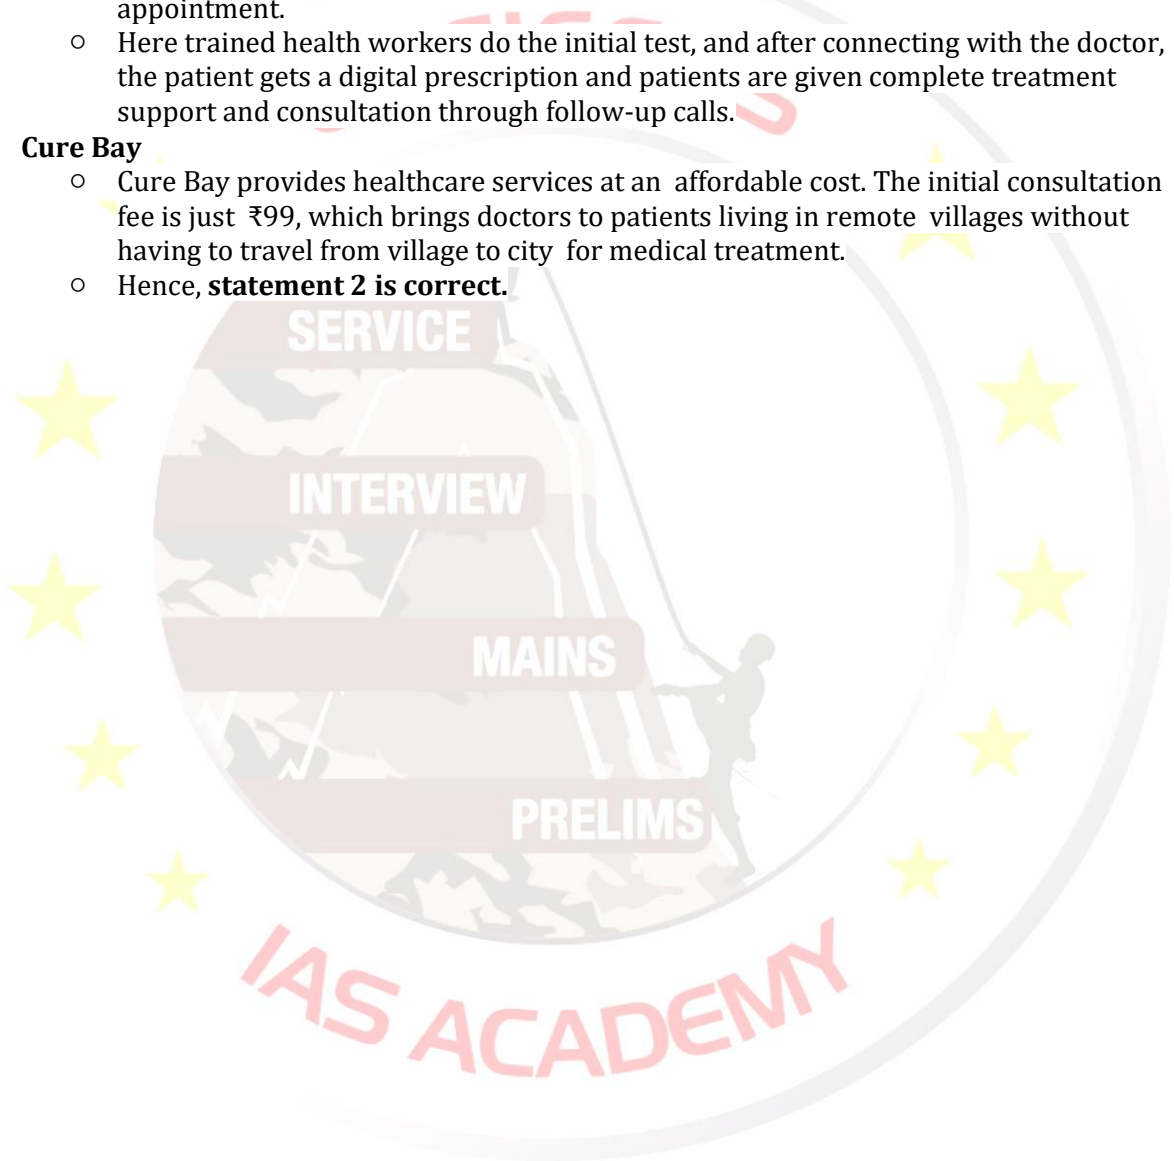 appointment.
○ Here trained health workers do the initial test, and after connecting with the doctor,
the patient gets a digital prescription and patients are given complete treatment
support and consultation through follow-up calls.
Cure Bay
○ Cure Bay provides healthcare services at an affordable cost. The initial consultation
fee is just ₹99, which brings doctors to patients living in remote villages without
having to travel from village to city for medical treatment.
○ Hence, statement 2 is correct.
SERVICE
INTERVIEW
MAINS
PRELIMS
IAS ACADEMY